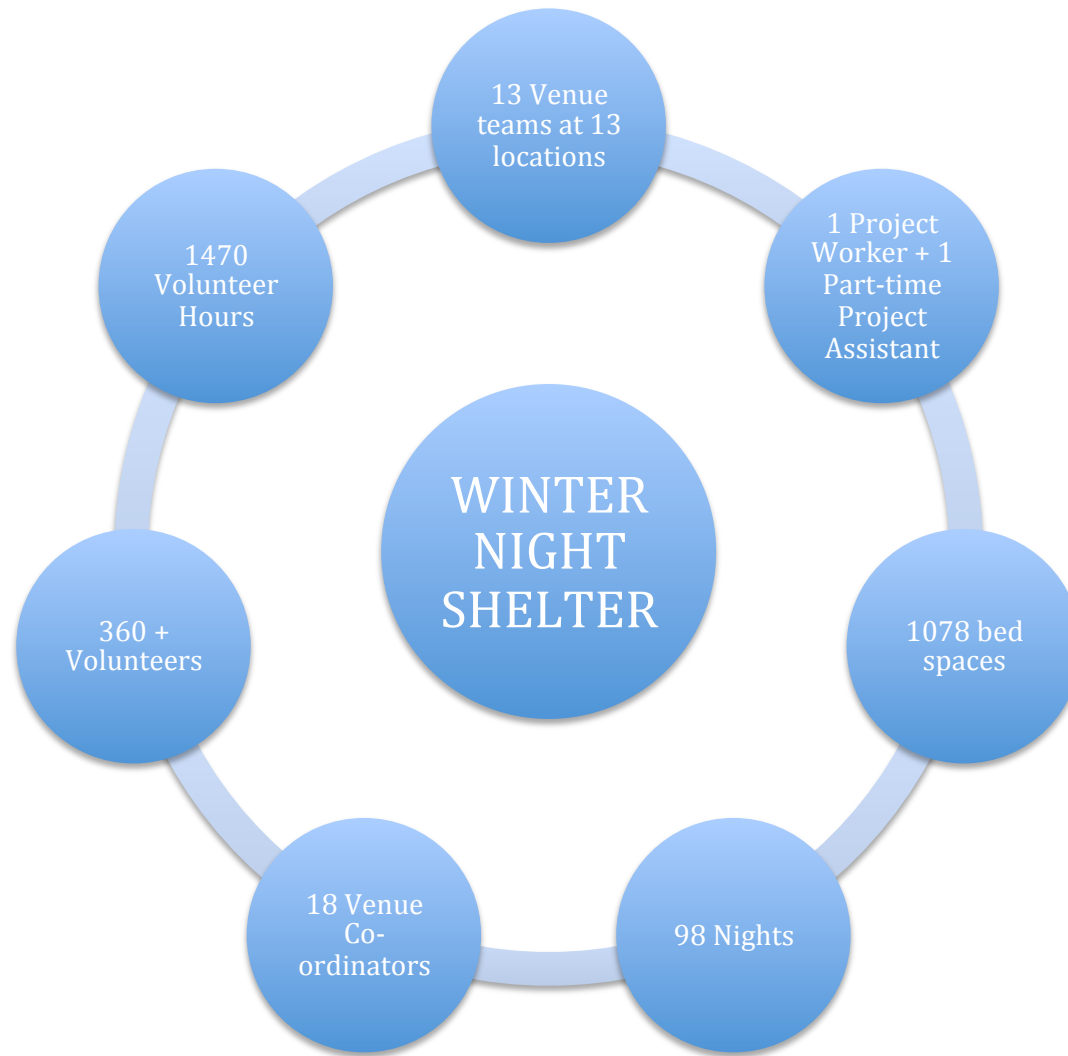 13 Venue
teams at 13
locations
1 Project
Worker + 1
Part-time
Project
Assistant
1078 bed
spaces
98 Nights
18 Venue
Co-
ordinators
360 +
Volunteers
1470
Volunteer
Hours
WINTER
NIGHT
SHELTER